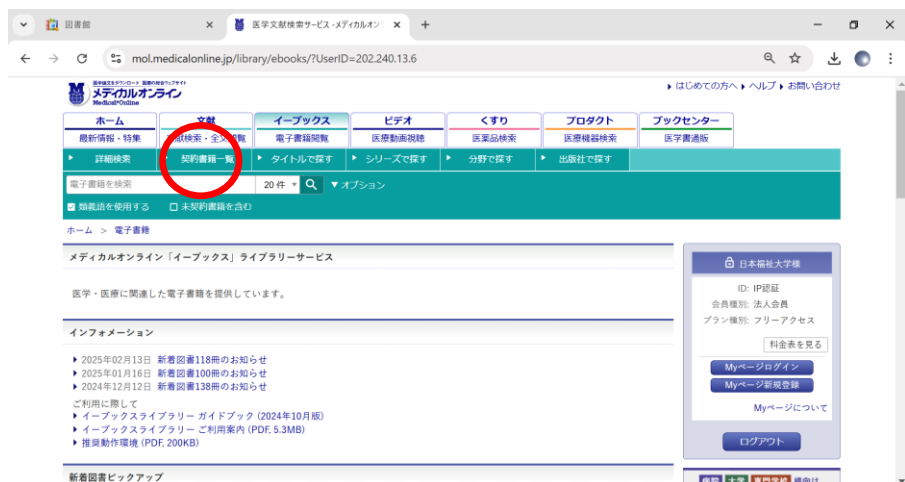 図書館
医学文献検索サービス -メディカルオン
mol.medicalonline.jp/library/ebooks/?UserID=202.240.13.6
メディカルオンライン
Medical*Online
はじめての方へ ヘルプ お問い合わせ
ホーム 文献 イーブックス ビデオ くすり プロダクト ブックセンター
最新情報・特集 文献検索・全文閲覧 電子書籍閲覧 医療動画視聴 医薬品検索 医療機器検索 医学書通販
詳細検索 契約書籍一覧 タイトルで探す シリーズで探す 分野で探す 出版社で探す
電子書籍を検索 20 件 ▼オプション
類義語を使用する 未契約書籍を含む
ホーム > 電子書籍
メディカルオンライン「イーブックス」ライブラリーサービス
医学・医療に関連した電子書籍を提供しています。
インフォメーション
2025年02月13日 新着図書118冊のお知らせ
2025年01月16日 新着図書100冊のお知らせ
2024年12月12日 新着図書138冊のお知らせ
ご利用に際して
イーブックスライブラリー ガイドブック (2024年10月版)
イーブックスライブラリー ご利用案内 (PDF, 5.3MB)
推奨動作環境 (PDF, 200KB)
新着図書ピックアップ
日本福祉大学様
ID: IP認証
会員種別: 法人会員
プラン種別: フリーアクセス
料金表を見る
Myページログイン
Myページ新規登録
Myページについて
ログアウト
病院 大学 専門学校